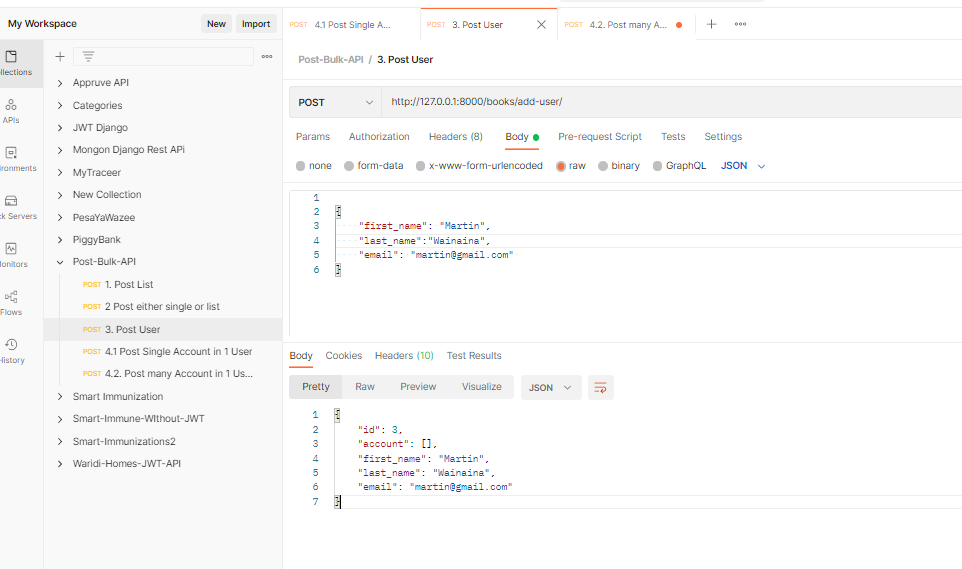 My Workspace
New
Import
POST 4.1 Post Single A...
POST 3. Post User
POST 4.2. Post many A...
Post-Bulk-API / 3. Post User
POST
http://127.0.0.1:8000/books/add-user/
Params
Authorization
Headers (8)
Body
Pre-request Script
Tests
Settings
none
form-data
x-www-form-urlencoded
raw
binary
GraphQL
JSON
1
2 {
3 "first_name": "Martin",
4 "last_name":"Wainaina",
5 "email": "martin@gmail.com"
6 }
Body
Cookies
Headers (10)
Test Results
Pretty
Raw
Preview
Visualize
JSON
1 {
2 "id": 3,
3 "account": [],
4 "first_name": "Martin",
5 "last_name": "Wainaina",
6 "email": "martin@gmail.com"
7 }
llections
APIs
ironments
ck Servers
onitors
Flows
History
Appruve API
Categories
JWT Django
Mongon Django Rest APi
MyTraceer
New Collection
PesaYaWazee
PiggyBank
Post-Bulk-API
POST 1. Post List
POST 2 Post either single or list
POST 3. Post User
POST 4.1 Post Single Account in 1 User
POST 4.2. Post many Account in 1 Us...
Smart Immunization
Smart-Immune-WIthout-JWT
Smart-Immunizations2
Waridi-Homes-JWT-API